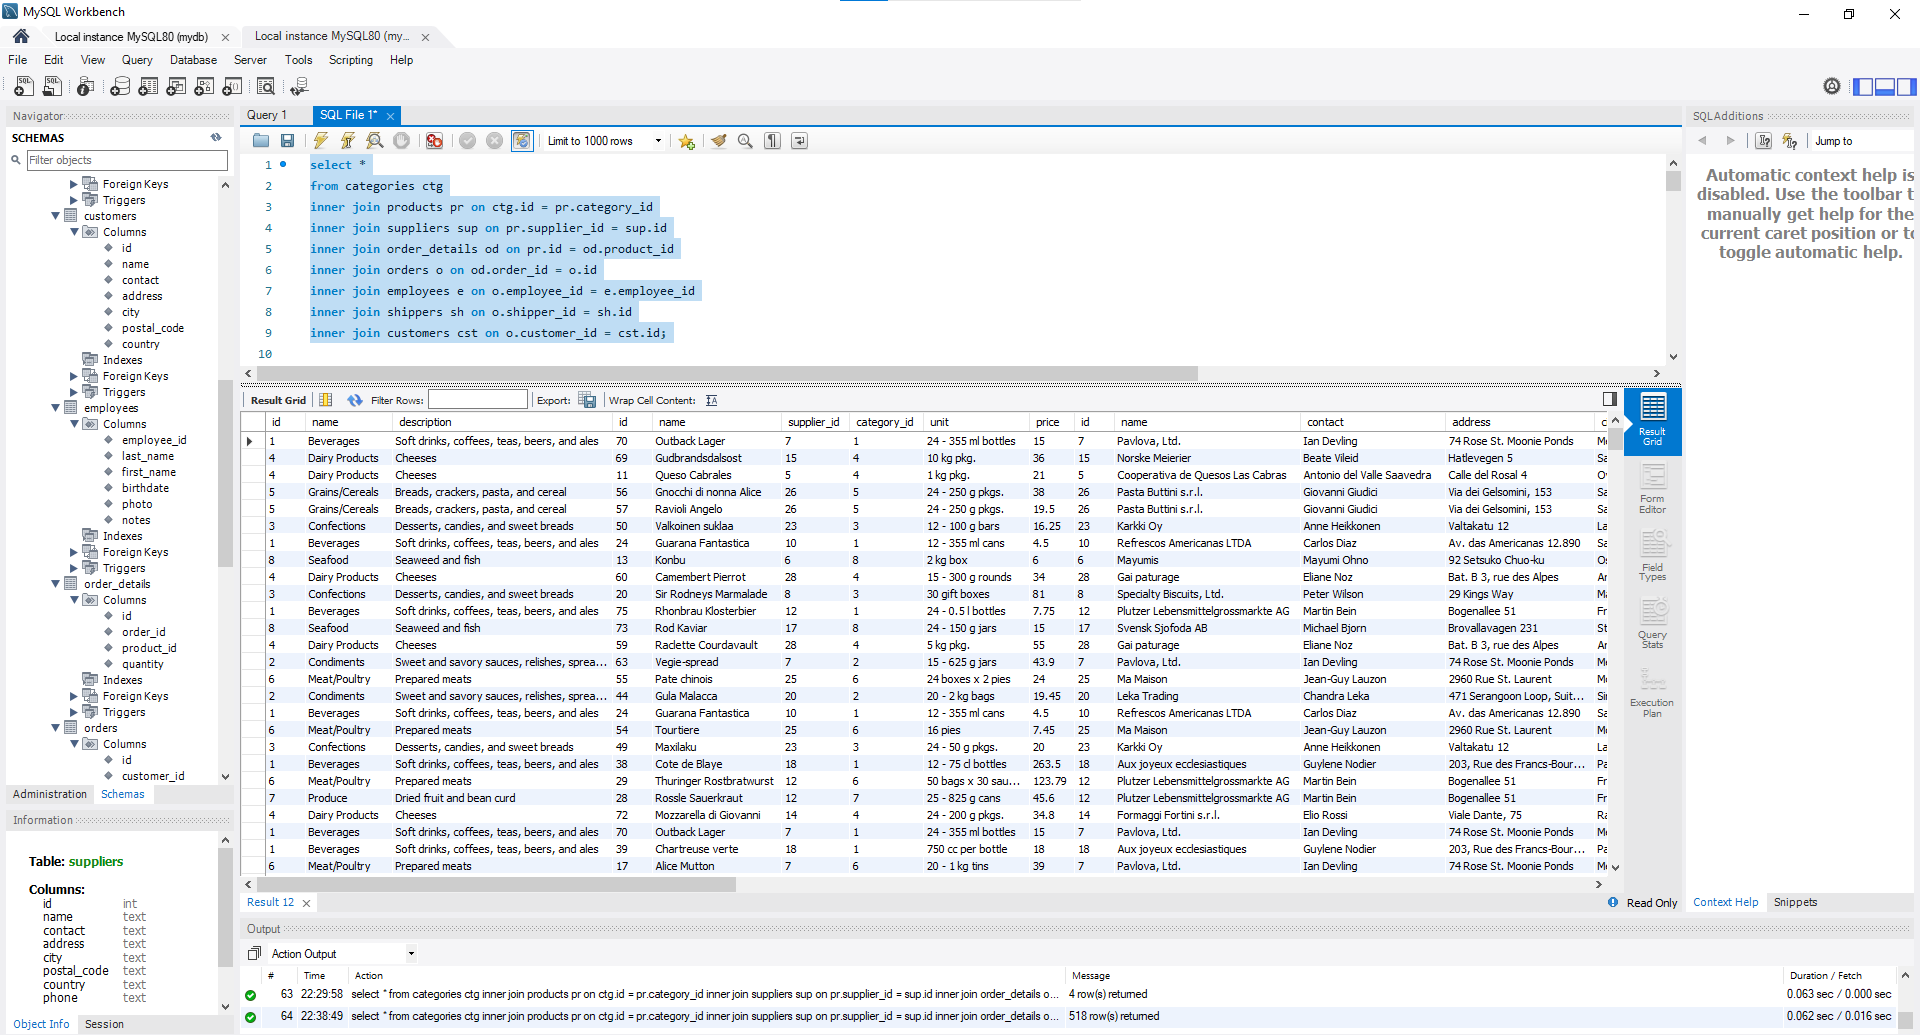 MySQL Workbench
Local instance MySQL80 (mydb)
Local instance MySQL80 (my...
File Edit View Query Database Server Tools Scripting Help
Navigator
SCHEMAS
Filter objects
Foreign Keys
Triggers
customers
Columns
id
name
contact
address
city
postal_code
country
Indexes
Foreign Keys
Triggers
employees
Columns
employee_id
last_name
first_name
birthdate
photo
notes
Indexes
Foreign Keys
Triggers
order_details
Columns
id
order_id
product_id
quantity
Indexes
Foreign Keys
Triggers
orders
Columns
id
customer_id
Administration Schemas
Information
Table: suppliers
Columns:
id int
name text
contact text
address text
city text
postal_code text
country text
phone text
Object Info Session
Query 1 SQL File 1*
Limit to 1000 rows
1 select *
2 from categories ctg
3 inner join products pr on ctg.id = pr.category_id
4 inner join suppliers sup on pr.supplier_id = sup.id
5 inner join order_details od on pr.id = od.product_id
6 inner join orders o on od.order_id = o.id
7 inner join employees e on o.employee_id = e.employee_id
8 inner join shippers sh on o.shipper_id = sh.id
9 inner join customers cst on o.customer_id = cst.id;
10
Result Grid Filter Rows: Export: Wrap Cell Content:
id name description id name supplier_id category_id unit price id name contact address c
1 Beverages Soft drinks, coffees, teas, beers, and ales 70 Outback Lager 7 1 24 - 355 ml bottles 15 7 Pavlova, Ltd. Ian Devling 74 Rose St. Moonie Ponds Me
4 Dairy Products Cheeses 69 Gudbrandsdalsost 15 4 10 kg pkg. 36 15 Norske Meierier Beate Vileid Hatlevegen 5 Sa
4 Dairy Products Cheeses 11 Queso Cabrales 5 4 1 kg pkg. 21 5 Cooperativa de Quesos Las Cabras Antonio del Valle Saavedra Calle del Rosal 4 Ov
5 Grains/Cereals Breads, crackers, pasta, and cereal 56 Gnocchi di nonna Alice 26 5 24 - 250 g pkgs. 38 26 Pasta Buttini s.r.l. Giovanni Giudici Via dei Gelsomini, 153 Sa
5 Grains/Cereals Breads, crackers, pasta, and cereal 57 Ravioli Angelo 26 5 24 - 250 g pkgs. 19.5 26 Pasta Buttini s.r.l. Giovanni Giudici Via dei Gelsomini, 153 Sa
3 Confections Desserts, candies, and sweet breads 50 Valkoinen suklaa 23 3 12 - 100 g bars 16.25 23 Karkki Oy Anne Heikkonen Valtakatu 12 La
1 Beverages Soft drinks, coffees, teas, beers, and ales 24 Guarana Fantastica 10 1 12 - 355 ml cans 4.5 10 Refrescos Americanas LTDA Carlos Diaz Av. das Americanas 12.890 Sa
8 Seafood Seaweed and fish 13 Konbu 6 8 2 kg box 6 6 Mayumis Mayumi Ohno 92 Setsuko Chuo-ku Os
4 Dairy Products Cheeses 60 Camembert Pierrot 28 4 15 - 300 g rounds 34 28 Gai paturage Eliane Noz Bat. B 3, rue des Alpes Ar
3 Confections Desserts, candies, and sweet breads 20 Sir Rodneys Marmalade 8 3 30 gift boxes 81 8 Specialty Biscuits, Ltd. Peter Wilson 29 Kings Way Ma
1 Beverages Soft drinks, coffees, teas, beers, and ales 75 Rhonbrau Klosterbier 12 1 24 - 0.5 l bottles 7.75 12 Plutzer Lebensmittelgrossmarkte AG Martin Bein Bogenallee 51 Fr
8 Seafood Seaweed and fish 73 Rod Kaviar 17 8 24 - 150 g jars 15 17 Svensk Sjofoda AB Michael Bjorn Brovallavagen 231 St
4 Dairy Products Cheeses 59 Raclette Courdavault 28 4 5 kg pkg. 55 28 Gai paturage Eliane Noz Bat. B 3, rue des Alpes Ar
2 Condiments Sweet and savory sauces, relishes, sprea... 63 Vegie-spread 7 2 15 - 625 g jars 43.9 7 Pavlova, Ltd. Ian Devling 74 Rose St. Moonie Ponds Me
6 Meat/Poultry Prepared meats 55 Pate chinois 25 6 24 boxes x 2 pies 24 25 Ma Maison Jean-Guy Lauzon 2960 Rue St. Laurent Mo
2 Condiments Sweet and savory sauces, relishes, sprea... 44 Gula Malacca 20 2 20 - 2 kg bags 19.45 20 Leka Trading Chandra Leka 471 Serangoon Loop, Suit... Si
1 Beverages Soft drinks, coffees, teas, beers, and ales 24 Guarana Fantastica 10 1 12 - 355 ml cans 4.5 10 Refrescos Americanas LTDA Carlos Diaz Av. das Americanas 12.890 Sa
6 Meat/Poultry Prepared meats 54 Tourtiere 25 6 16 pies 7.45 25 Ma Maison Jean-Guy Lauzon 2960 Rue St. Laurent Mo
3 Confections Desserts, candies, and sweet breads 49 Maxilaku 23 3 24 - 50 g pkgs. 20 23 Karkki Oy Anne Heikkonen Valtakatu 12 La
1 Beverages Soft drinks, coffees, teas, beers, and ales 38 Cote de Blaye 18 1 12 - 75 cl bottles 263.5 18 Aux joyeux ecclesiastiques Guylene Nodier 203, Rue des Francs-Bour... Pa
6 Meat/Poultry Prepared meats 29 Thuringer Rostbratwurst 12 6 50 bags x 30 sau... 123.79 12 Plutzer Lebensmittelgrossmarkte AG Martin Bein Bogenallee 51 Fr
7 Produce Dried fruit and bean curd 28 Rossle Sauerkraut 12 7 25 - 825 g cans 45.6 12 Plutzer Lebensmittelgrossmarkte AG Martin Bein Bogenallee 51 Fr
4 Dairy Products Cheeses 72 Mozzarella di Giovanni 14 4 24 - 200 g pkgs. 34.8 14 Formaggi Fortini s.r.l. Elio Rossi Viale Dante, 75 Ra
1 Beverages Soft drinks, coffees, teas, beers, and ales 70 Outback Lager 7 1 24 - 355 ml bottles 15 7 Pavlova, Ltd. Ian Devling 74 Rose St. Moonie Ponds Me
1 Beverages Soft drinks, coffees, teas, beers, and ales 39 Chartreuse verte 18 1 750 cc per bottle 18 18 Aux joyeux ecclesiastiques Guylene Nodier 203, Rue des Francs-Bour... Pa
6 Meat/Poultry Prepared meats 17 Alice Mutton 7 6 20 - 1 kg tins 39 7 Pavlova, Ltd. Ian Devling 74 Rose St. Moonie Ponds Me
Result Grid
Form Editor
Field Types
Query Stats
Execution Plan
Result 12
Read Only
SQLAdditions
Jump to
Automatic context help is
disabled. Use the toolbar t
manually get help for the
current caret position or to
toggle automatic help.
Context Help Snippets
Output
Action Output
# Time Action Message Duration / Fetch
63 22:29:58 select * from categories ctg inner join products pr on ctg.id = pr.category_id inner join suppliers sup on pr.supplier_id = sup.id inner join order_details o... 4 row(s) returned 0.063 sec / 0.000 sec
64 22:38:49 select * from categories ctg inner join products pr on ctg.id = pr.category_id inner join suppliers sup on pr.supplier_id = sup.id inner join order_details o... 518 row(s) returned 0.062 sec / 0.016 sec